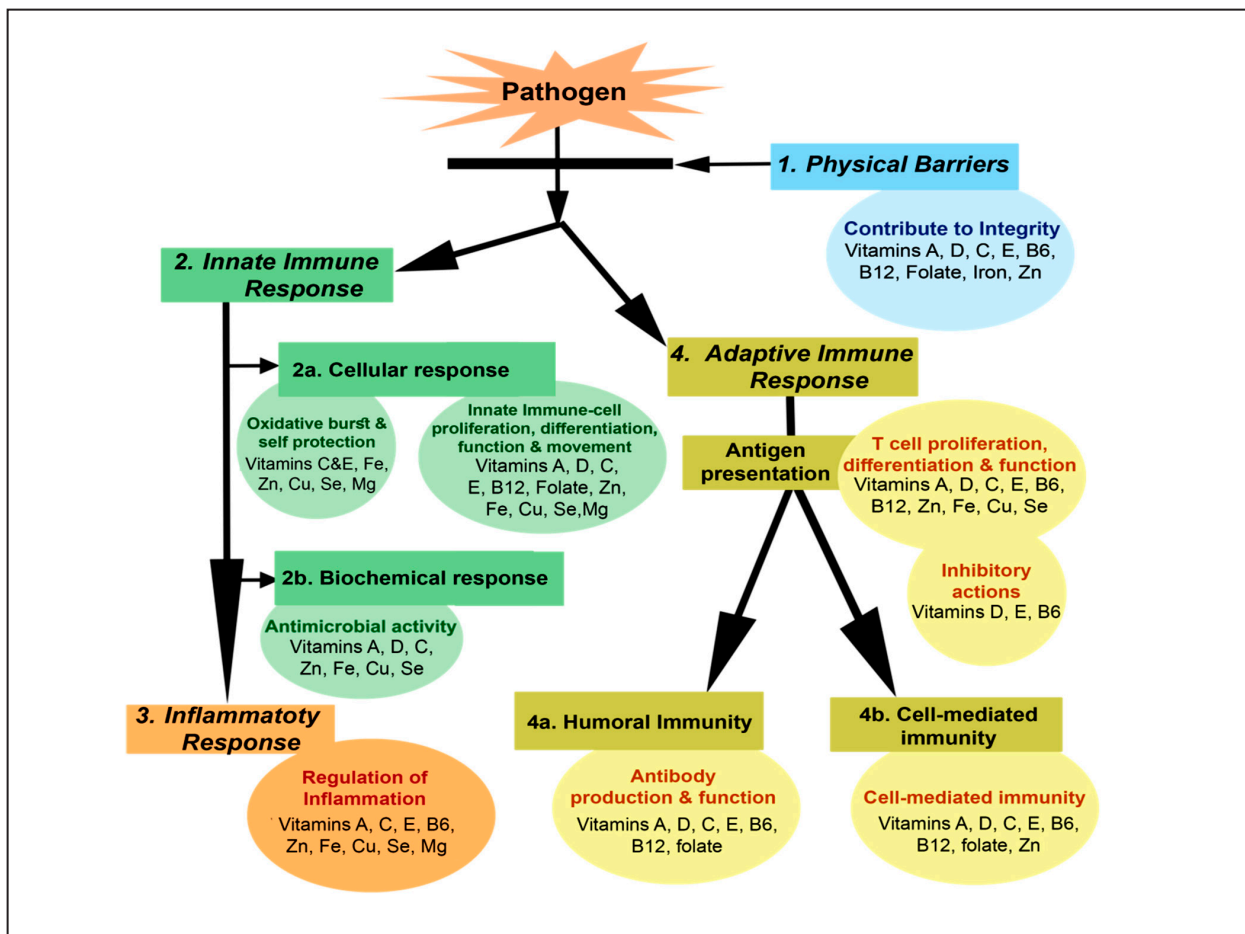 Pathogen
1. Physical Barriers
Contribute to Integrity
Vitamins A, D, C, E, B6,
B12, Folate, Iron, Zn
2. Innate Immune
Response
2a. Cellular response
Oxidative burst &
self protection
Vitamins C&E, Fe,
Zn, Cu, Se, Mg
Innate Immune-cell
proliferation, differentiation,
function & movement
Vitamins A, D, C,
E, B12, Folate, Zn,
Fe, Cu, Se,Mg
2b. Biochemical response
Antimicrobial activity
Vitamins A, D, C,
Zn, Fe, Cu, Se
3. Inflammatoty
Response
Regulation of
Inflammation
Vitamins A, C, E, B6,
Zn, Fe, Cu, Se, Mg
4. Adaptive Immune
Response
Antigen
presentation
T cell proliferation,
differentiation & function
Vitamins A, D, C, E, B6,
B12, Zn, Fe, Cu, Se
Inhibitory
actions
Vitamins D, E, B6
4a. Humoral Immunity
Antibody
production & function
Vitamins A, D, C, E, B6,
B12, folate
4b. Cell-mediated
immunity
Cell-mediated immunity
Vitamins A, D, C, E, B6,
B12, folate, Zn